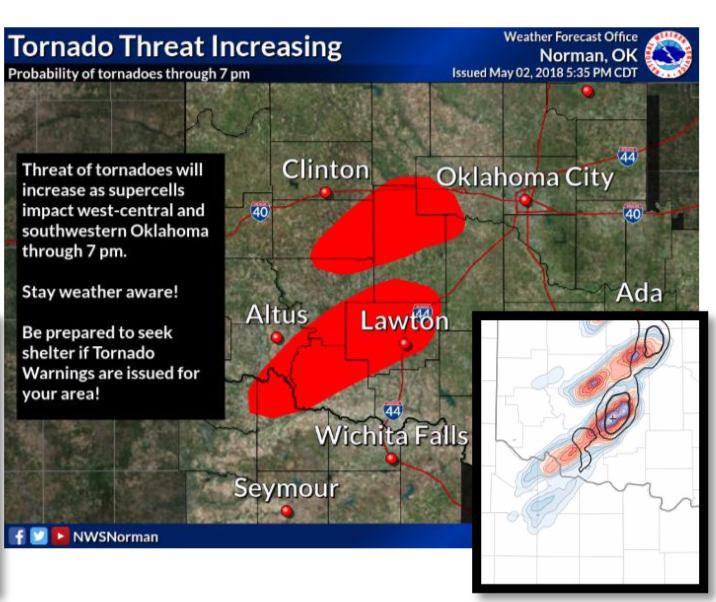 Tornado Threat Increasing
Probability of tornadoes through 7 pm
Weather Forecast Office
Norman, OK
Issued May 02, 2018 5:35 PM CDT
Threat of tornadoes will
increase as supercells
impact west-central and
southwestern Oklahoma
through 7 pm.
Stay weather aware!
Be prepared to seek
shelter if Tornado
Warnings are issued for
your area!
44
Clinton
Oklahoma City
40
40
Ada
Altus
44
Lawton
44
Wichita Falls
Seymour
NWSNorman